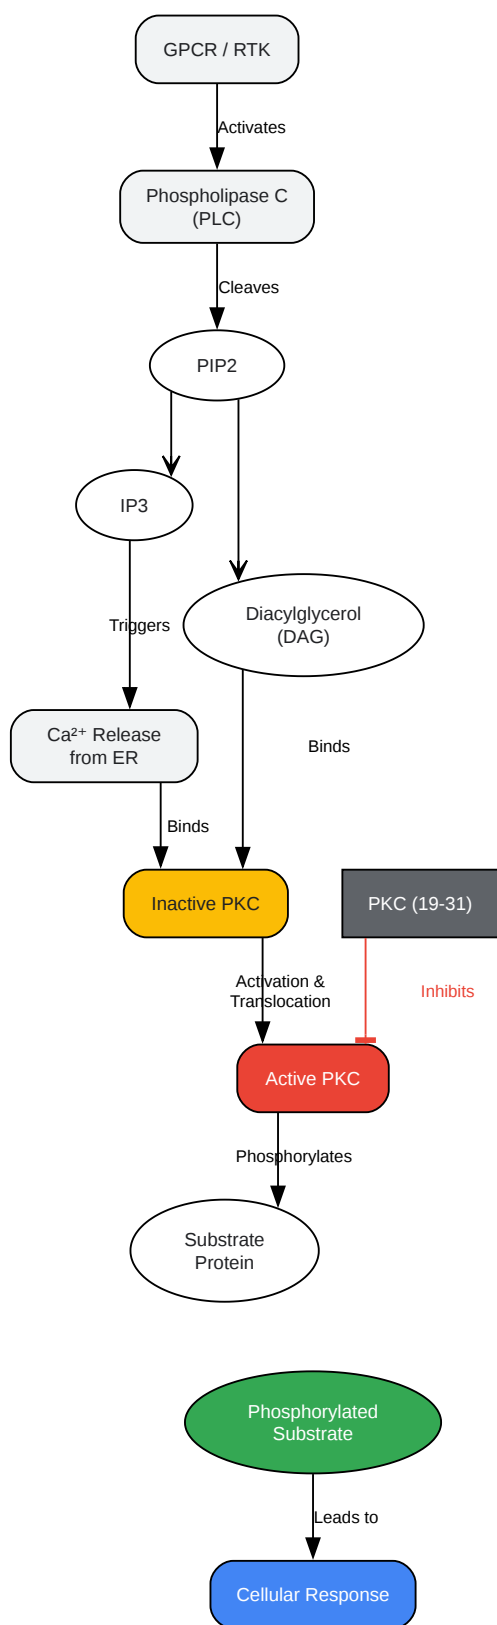 GPCR / RTK
Activates
Phospholipase C
(PLC)
Cleaves
PIP2
IP3
Diacylglycerol
(DAG)
Triggers
Ca²⁺ Release
from ER
Binds
Binds
Inactive PKC
PKC (19-31)
Activation &
Translocation
Inhibits
Active PKC
Phosphorylates
Substrate
Protein
Phosphorylated
Substrate
Leads to
Cellular Response